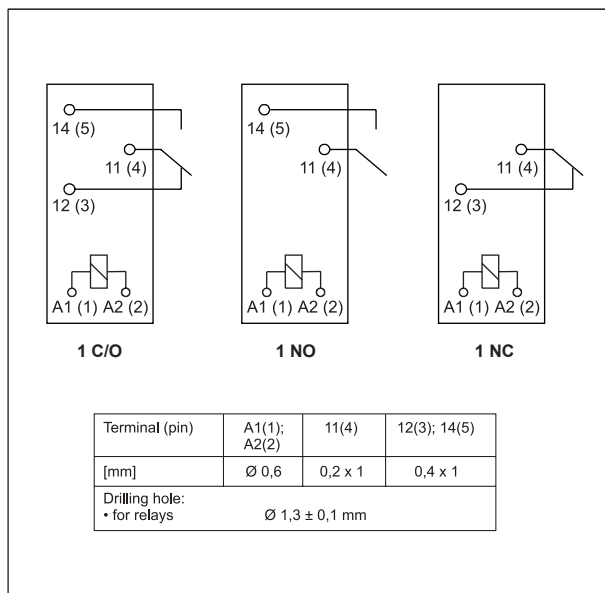 14 (5)
11 (4)
12 (3)
A1 (1) A2 (2)
1 C/O
14 (5)
11 (4)
A1 (1) A2 (2)
1 NO
11 (4)
12 (3)
A1 (1) A2 (2)
1 NC
Terminal (pin) A1(1); 11(4) 12(3); 14(5)
A2(2)
[mm] Ø 0,6 0,2 x 1 0,4 x 1
Drilling hole:
• for relays Ø 1,3 ± 0,1 mm